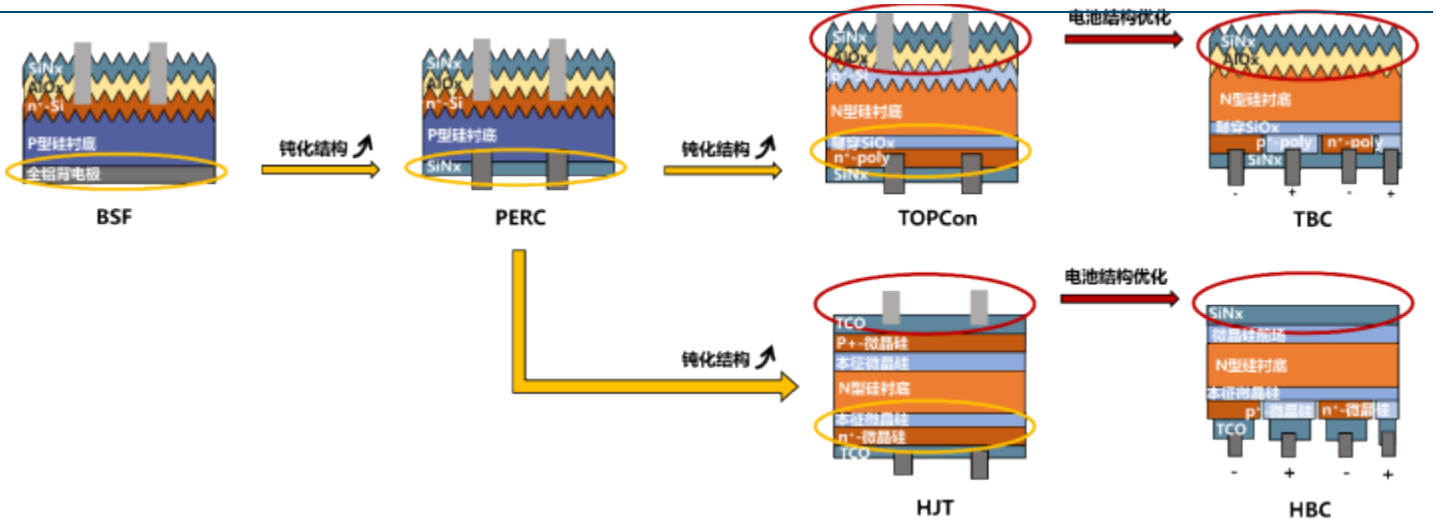 SiNx
AlOx
n⁺-Si
P型硅衬底
全铝背电极
BSF
钝化结构
SiNx
AlOx
n⁺-Si
P型硅衬底
SiNx
PERC
钝化结构
SiNx
AlOx
p⁺-Si
N型硅衬底
隧穿SiOx
n⁺-poly
SiNx
TOPCon
电池结构优化
SiNx
AlOx
N型硅衬底
隧穿SiOx
p⁺-poly n⁺-poly
SiNx
- + - +
TBC
钝化结构
TCO
P+-微晶硅
本征微晶硅
N型硅衬底
本征微晶硅
n⁺-微晶硅
TCO
HJT
电池结构优化
SiNx
微晶硅前场
N型硅衬底
本征微晶硅
p⁺-微晶硅 n⁺-微晶硅
TCO
- + - +
HBC